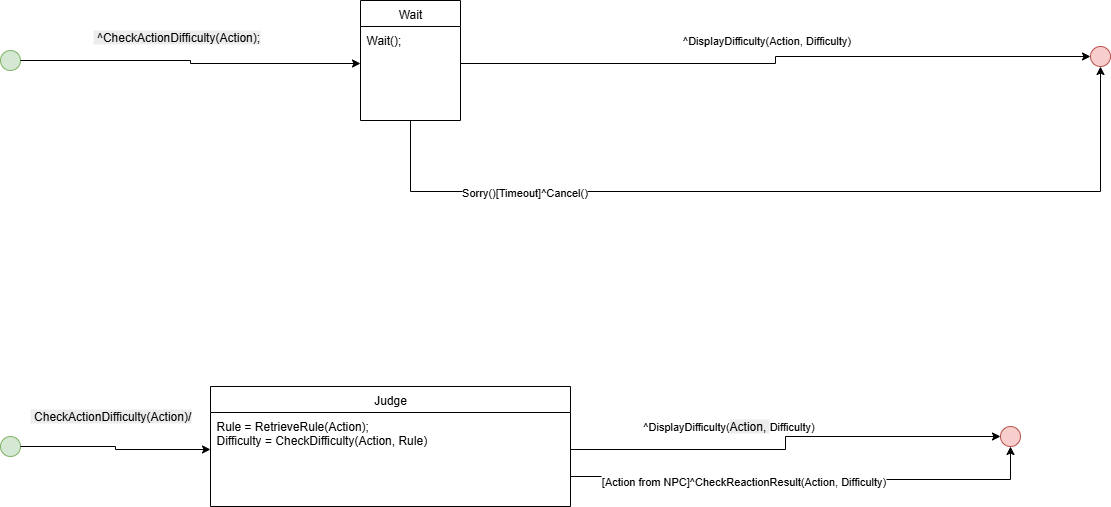 Wait
^CheckActionDifficulty(Action);
Wait();
^DisplayDifficulty(Action, Difficulty)
Sorry()[Timeout]^Cancel()
Judge
CheckActionDifficulty(Action)/
Rule = RetrieveRule(Action);
Difficulty = CheckDifficulty(Action, Rule)
^DisplayDifficulty(Action, Difficulty)
[Action from NPC]^CheckReactionResult(Action, Difficulty)